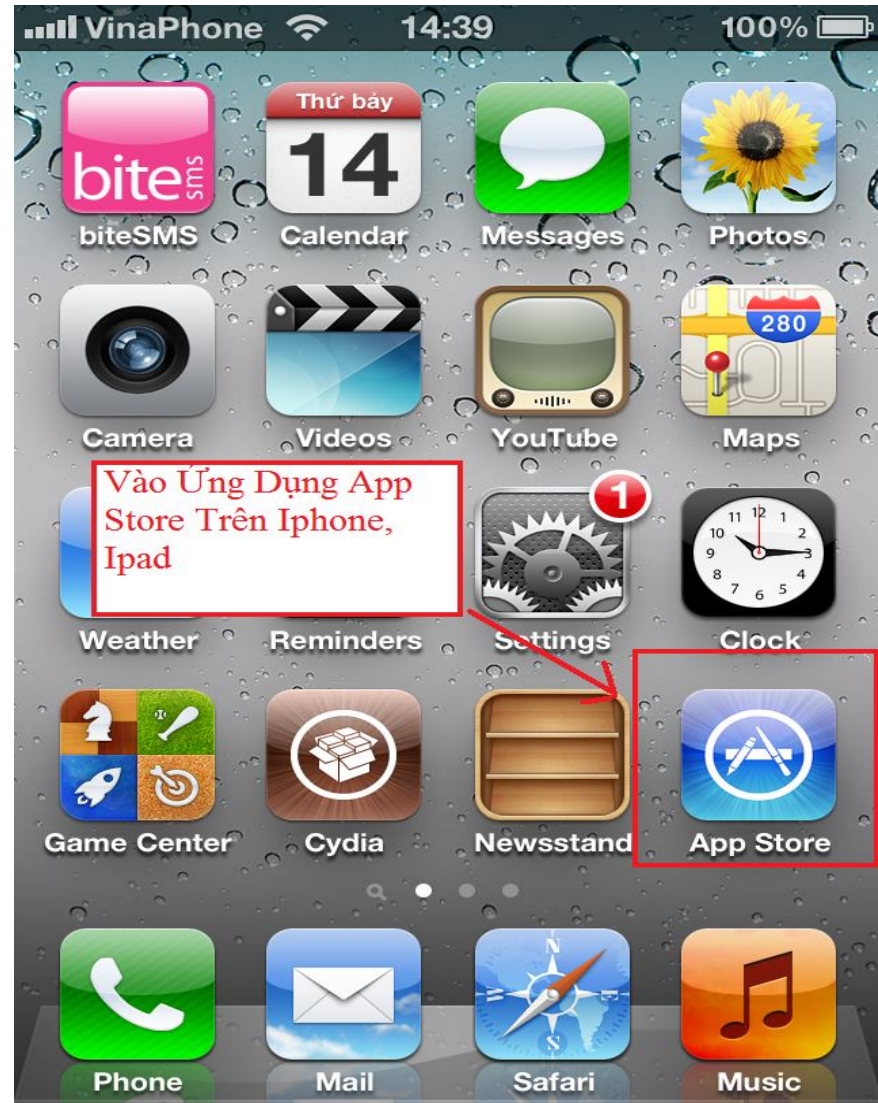 VinaPhone 14:39 100%
Thứ bảy
14
bite sms
biteSMS Calendar Messages Photos
280
Camera Videos YouTube Maps
Vào Ứng Dụng App
Store Trên Iphone,
Ipad
1
11 12 1
10 2
9 3
8 4
7 6 5
Weather Reminders Settings Clock
Game Center Cydia Newsstand App Store
N
W E
S
Phone Mail Safari Music